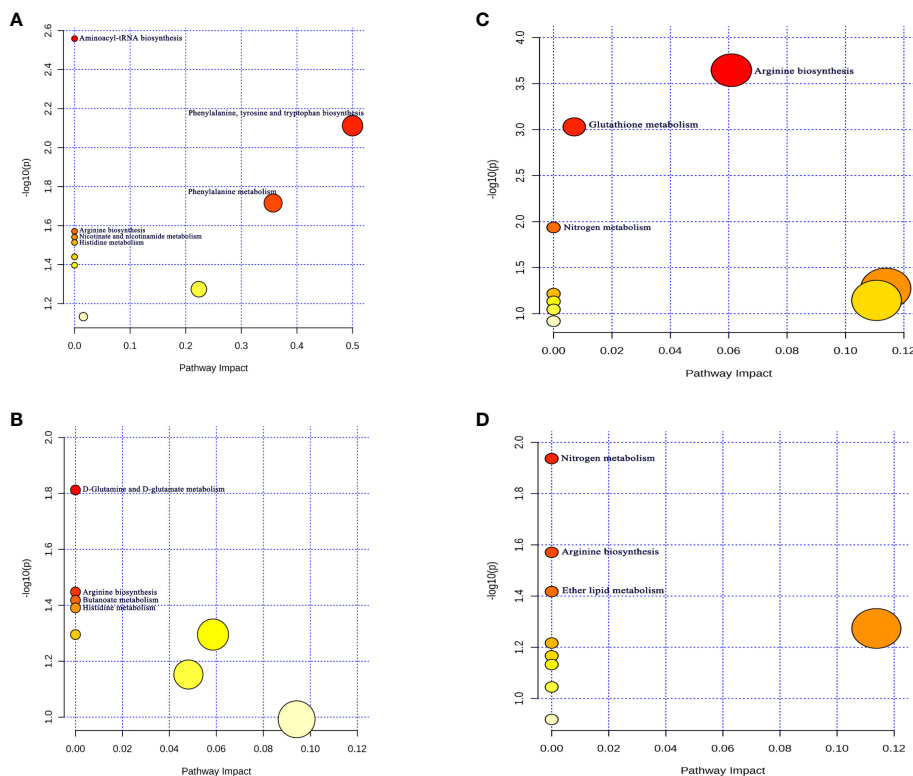 A
2.6
2.4
2.2
2.0
1.8
1.6
1.4
1.2
-log10(p)
Aminoacyl-tRNA biosynthesis
Phenylalanine, tyrosine and tryptophan biosynthesis
Phenylalanine metabolism
Arginine biosynthesis
Nicotinate and nicotinamide metabolism
Histidine metabolism
0.0 0.1 0.2 0.3 0.4 0.5
Pathway Impact
C
4.0
3.5
3.0
2.5
2.0
1.5
1.0
-log10(p)
Arginine biosynthesis
Glutathione metabolism
Nitrogen metabolism
0.00 0.02 0.04 0.06 0.08 0.10 0.12
Pathway Impact
B
2.0
1.8
1.6
1.4
1.2
1.0
-log10(p)
D-Glutamine and D-glutamate metabolism
Arginine biosynthesis
Butanoate metabolism
Histidine metabolism
0.00 0.02 0.04 0.06 0.08 0.10 0.12
Pathway Impact
D
2.0
1.8
1.6
1.4
1.2
1.0
-log10(p)
Nitrogen metabolism
Arginine biosynthesis
Ether lipid metabolism
0.00 0.02 0.04 0.06 0.08 0.10 0.12
Pathway Impact